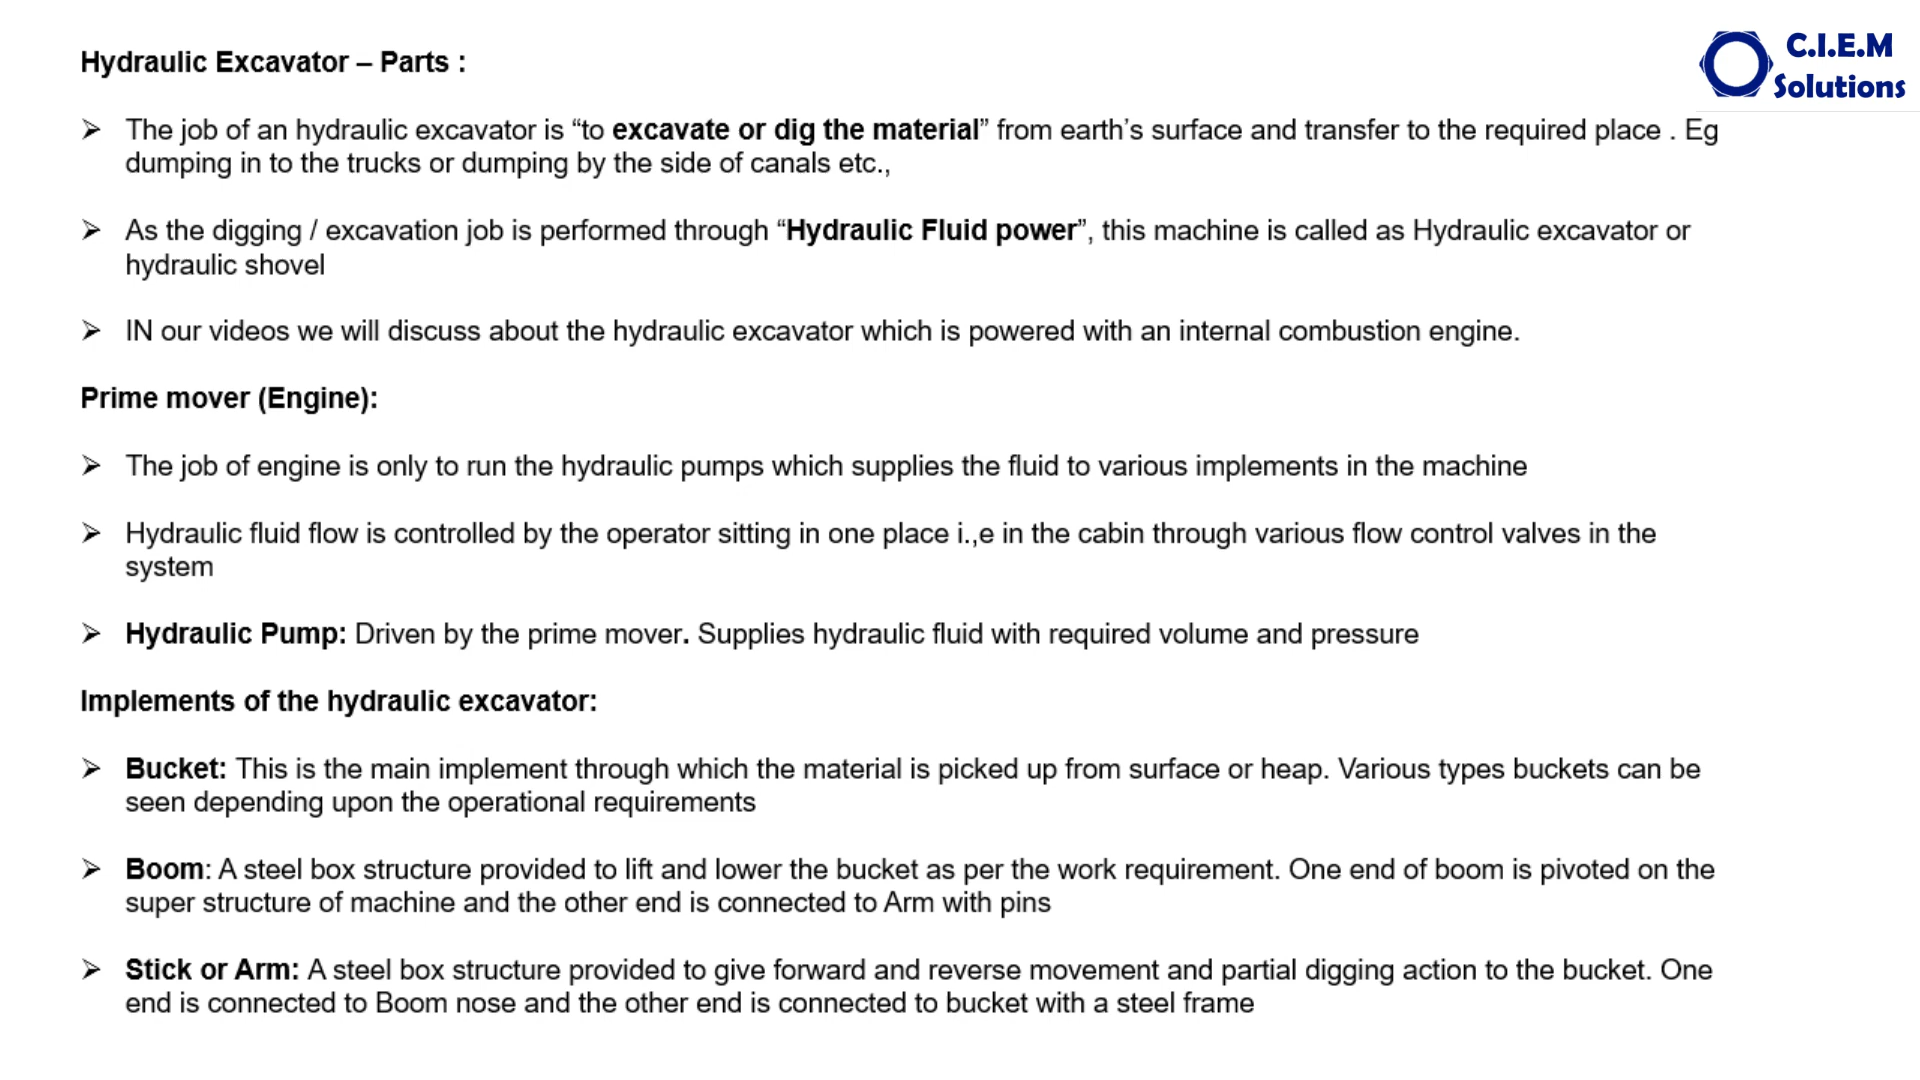 Hydraulic Excavator – Parts :
C.I.E.M
Solutions
➢ The job of an hydraulic excavator is “to excavate or dig the material” from earth’s surface and transfer to the required place . Eg
dumping in to the trucks or dumping by the side of canals etc.,
➢ As the digging / excavation job is performed through “Hydraulic Fluid power”, this machine is called as Hydraulic excavator or
hydraulic shovel
➢ IN our videos we will discuss about the hydraulic excavator which is powered with an internal combustion engine.
Prime mover (Engine):
➢ The job of engine is only to run the hydraulic pumps which supplies the fluid to various implements in the machine
➢ Hydraulic fluid flow is controlled by the operator sitting in one place i.,e in the cabin through various flow control valves in the
system
➢ Hydraulic Pump: Driven by the prime mover. Supplies hydraulic fluid with required volume and pressure
Implements of the hydraulic excavator:
➢ Bucket: This is the main implement through which the material is picked up from surface or heap. Various types buckets can be
seen depending upon the operational requirements
➢ Boom: A steel box structure provided to lift and lower the bucket as per the work requirement. One end of boom is pivoted on the
super structure of machine and the other end is connected to Arm with pins
➢ Stick or Arm: A steel box structure provided to give forward and reverse movement and partial digging action to the bucket. One
end is connected to Boom nose and the other end is connected to bucket with a steel frame